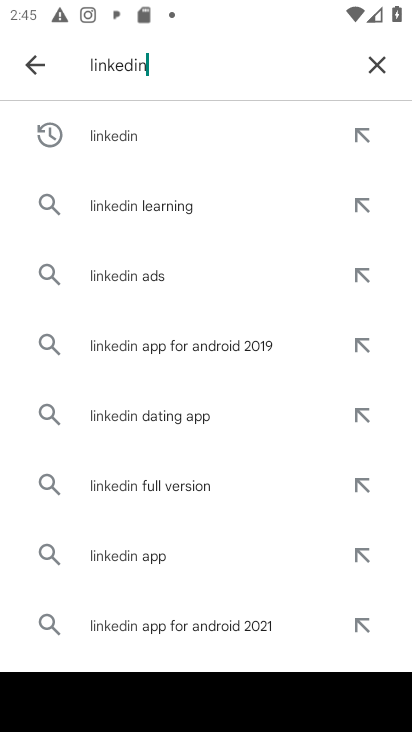 2:45
linkedin
linkedin
linkedin learning
linkedin ads
linkedin app for android 2019
linkedin dating app
linkedin full version
linkedin app
linkedin app for android 2021